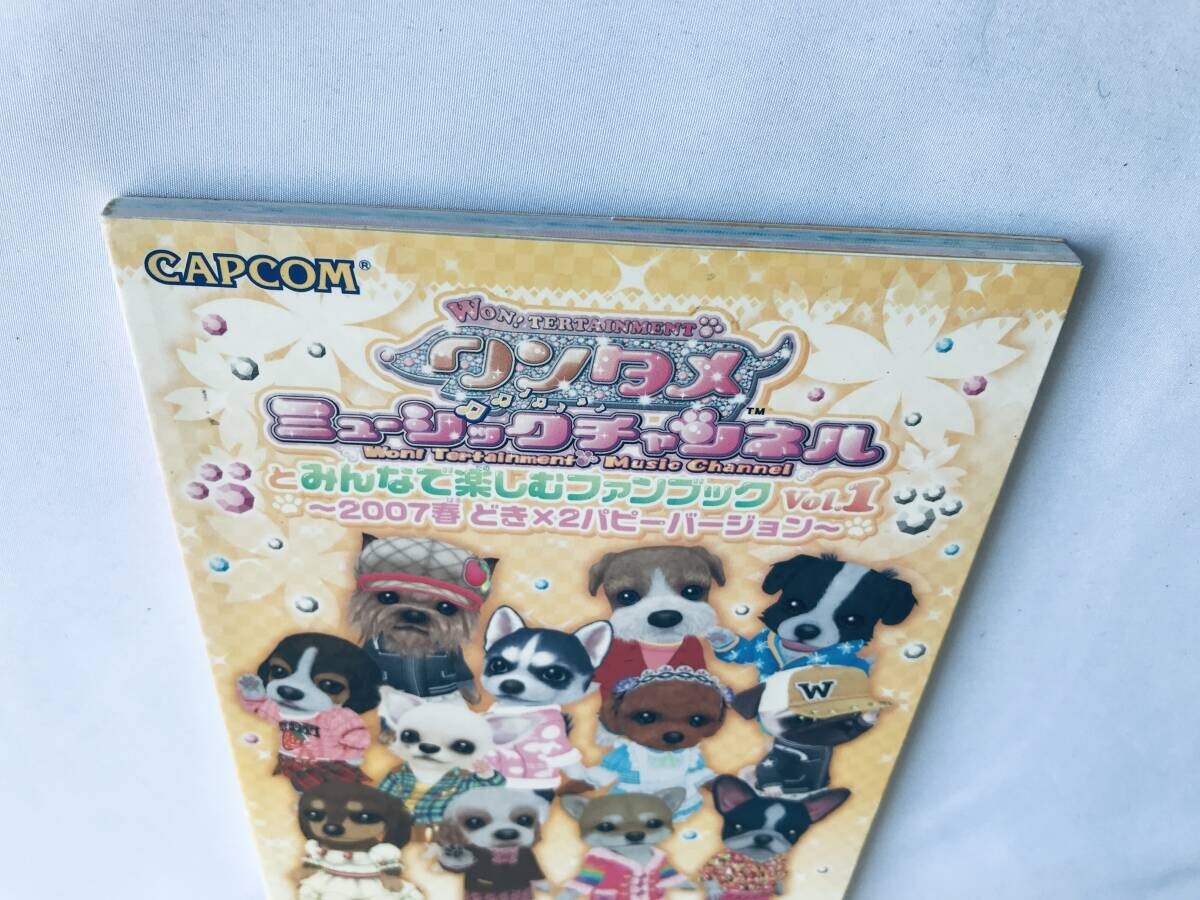 CAPCOM®
WON! TERTAINMENT
ワンタメ
ミュージックチャンネル™
Won! Tertainment Music Channel
とみんなで楽しむファンブック Vol.1
～2007春 どき×2パピーバージョン～
W